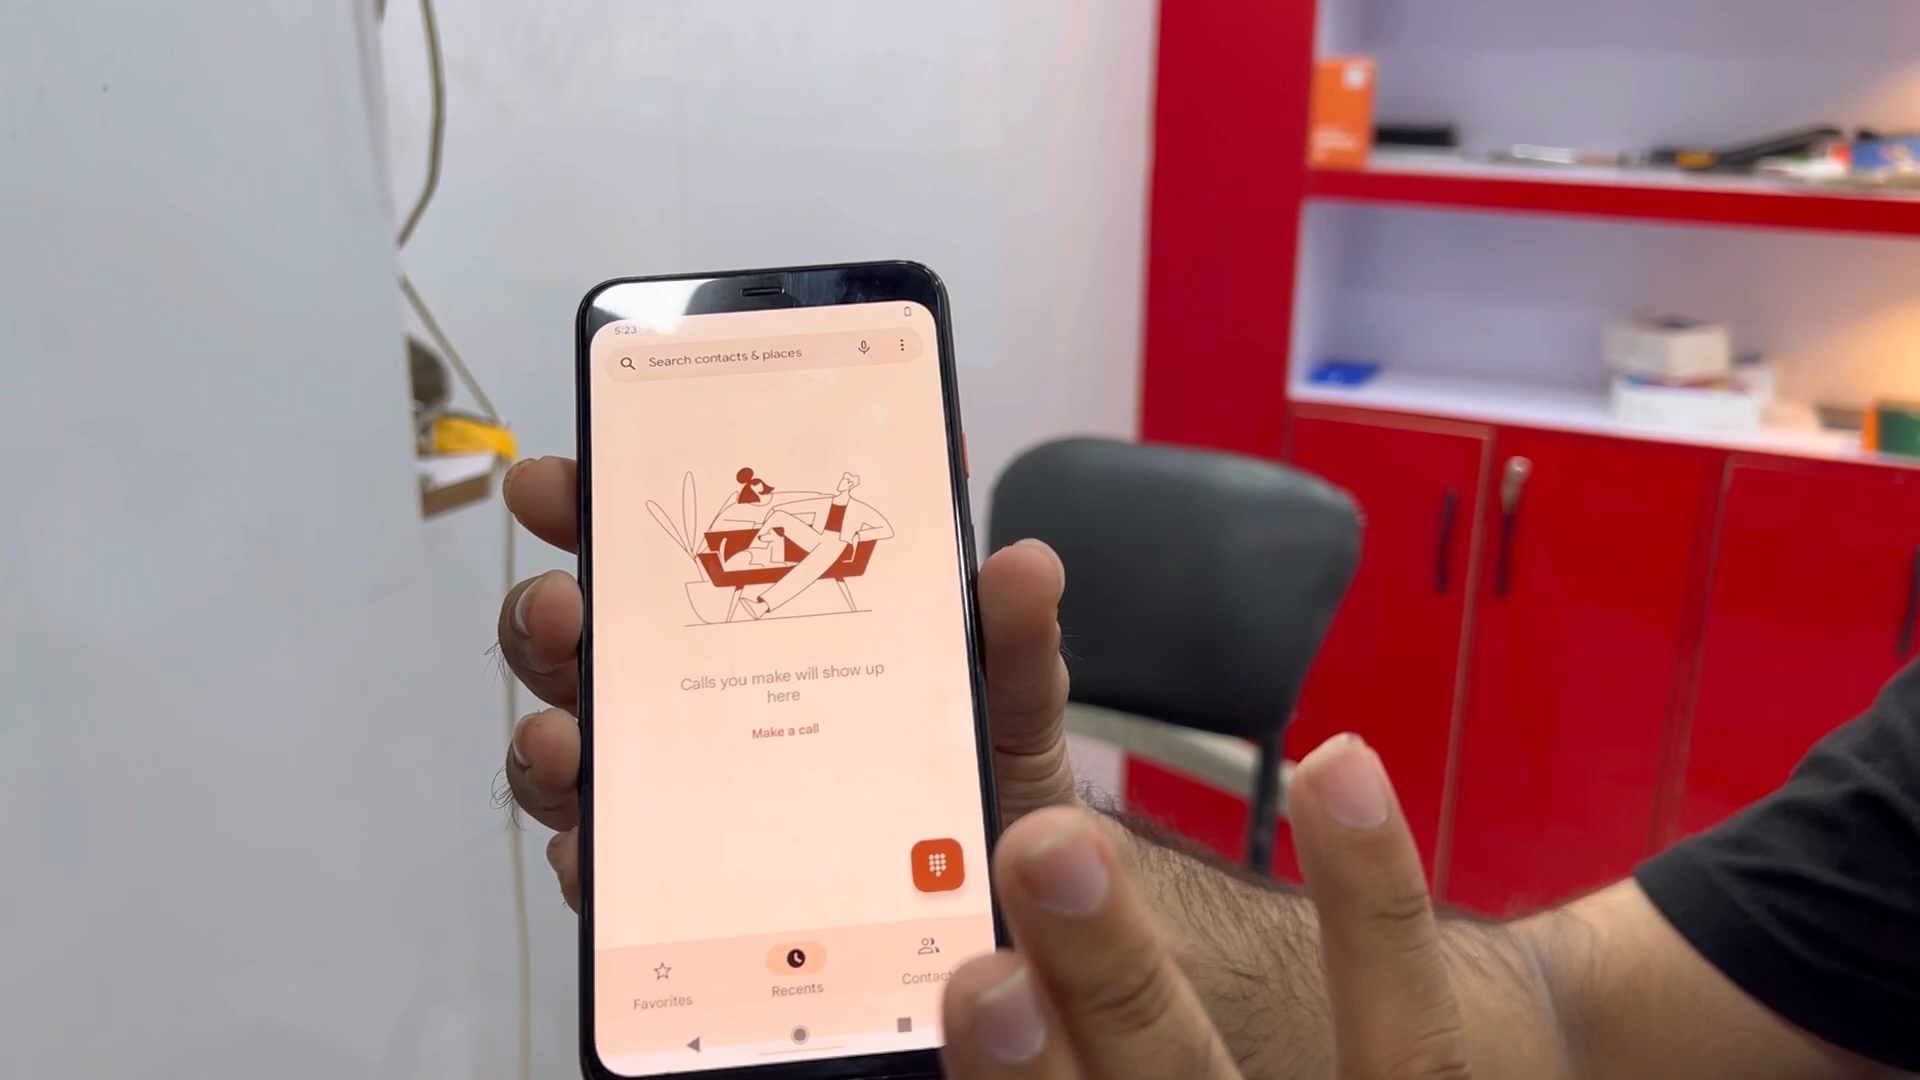 5:23
Search contacts & places
Calls you make will show up
here
Make a call
Favorites
Recents
Contac